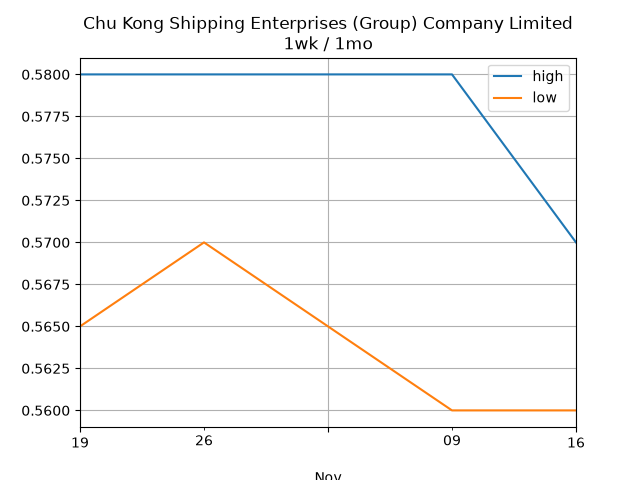 Chu Kong Shipping Enterprises (Group) Company Limited
1wk / 1mo
high
low
0.5800
0.5775
0.5750
0.5725
0.5700
0.5675
0.5650
0.5625
0.5600
19
26
09
16
Nov